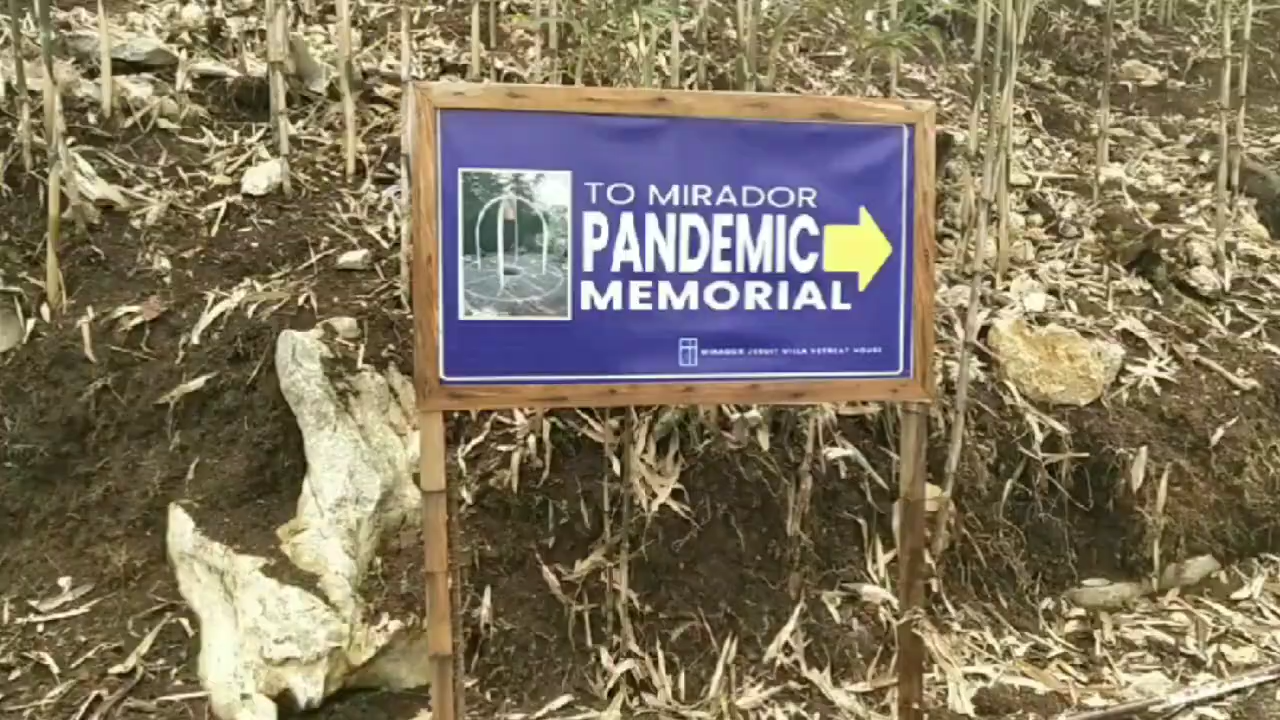 TO MIRADOR
PANDEMIC
MEMORIAL
MIRADOR JESUIT VILLA RETREAT HOUSE